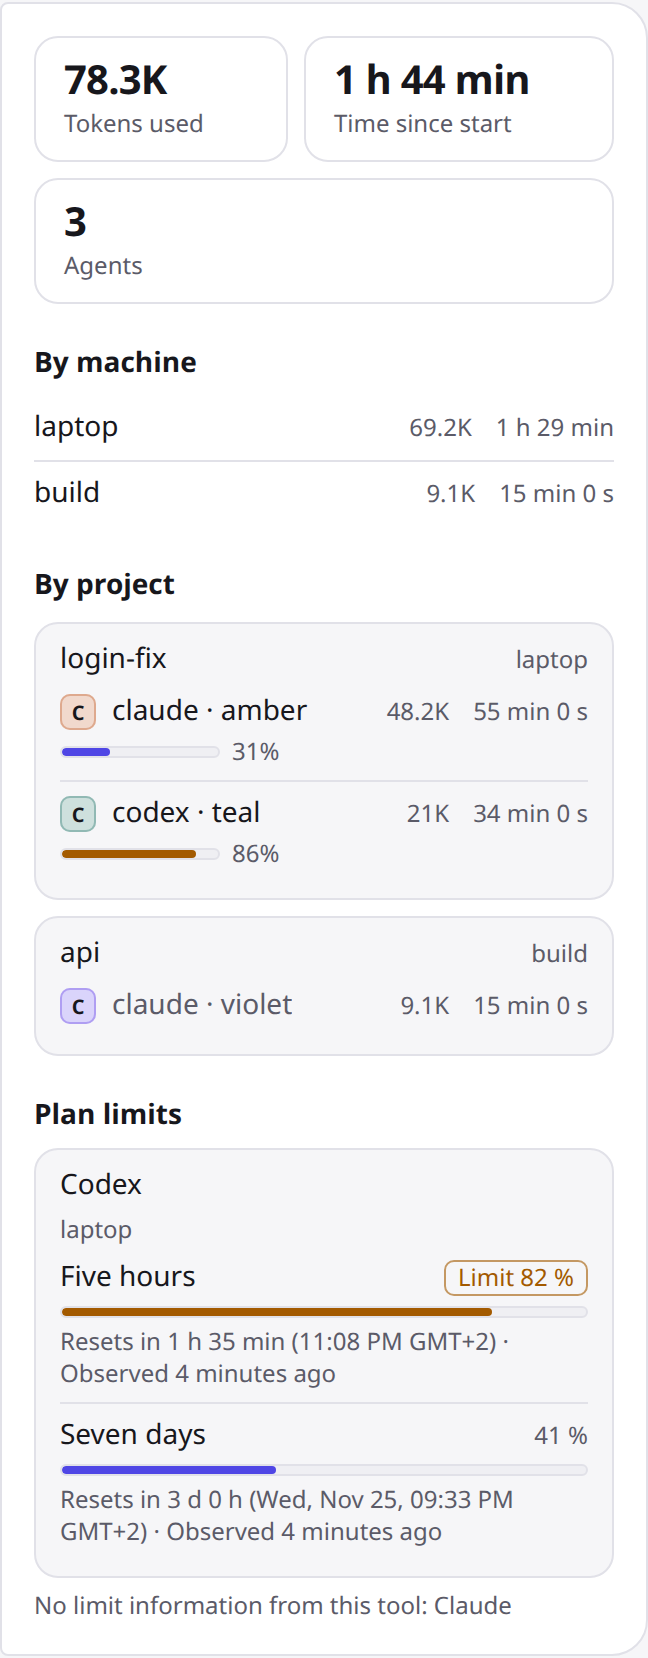 78.3K
Tokens used
1 h 44 min
Time since start
3
Agents
By machine
laptop 69.2K 1 h 29 min
build 9.1K 15 min 0 s
By project
login-fix laptop
C claude · amber 48.2K 55 min 0 s
31%
C codex · teal 21K 34 min 0 s
86%
api build
C claude · violet 9.1K 15 min 0 s
Plan limits
Codex
laptop
Five hours Limit 82 %
Resets in 1 h 35 min (11:08 PM GMT+2) ·
Observed 4 minutes ago
Seven days 41 %
Resets in 3 d 0 h (Wed, Nov 25, 09:33 PM
GMT+2) · Observed 4 minutes ago
No limit information from this tool: Claude